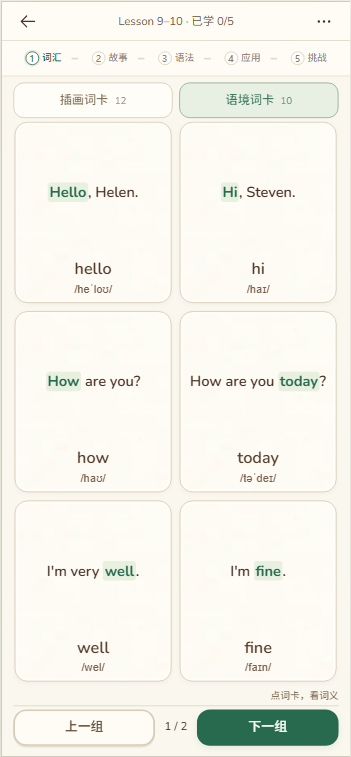 Lesson 9–10 · 已学 0/5
1 词汇 – 2 故事 – 3 语法 – 4 应用 – 5 挑战
插画词卡 12 语境词卡 10
Hello, Helen.
hello
/heˈloʊ/
Hi, Steven.
hi
/haɪ/
How are you?
how
/haʊ/
How are you today?
today
/təˈdeɪ/
I'm very well.
well
/wel/
I'm fine.
fine
/faɪn/
点词卡，看词义
上一组 1 / 2 下一组